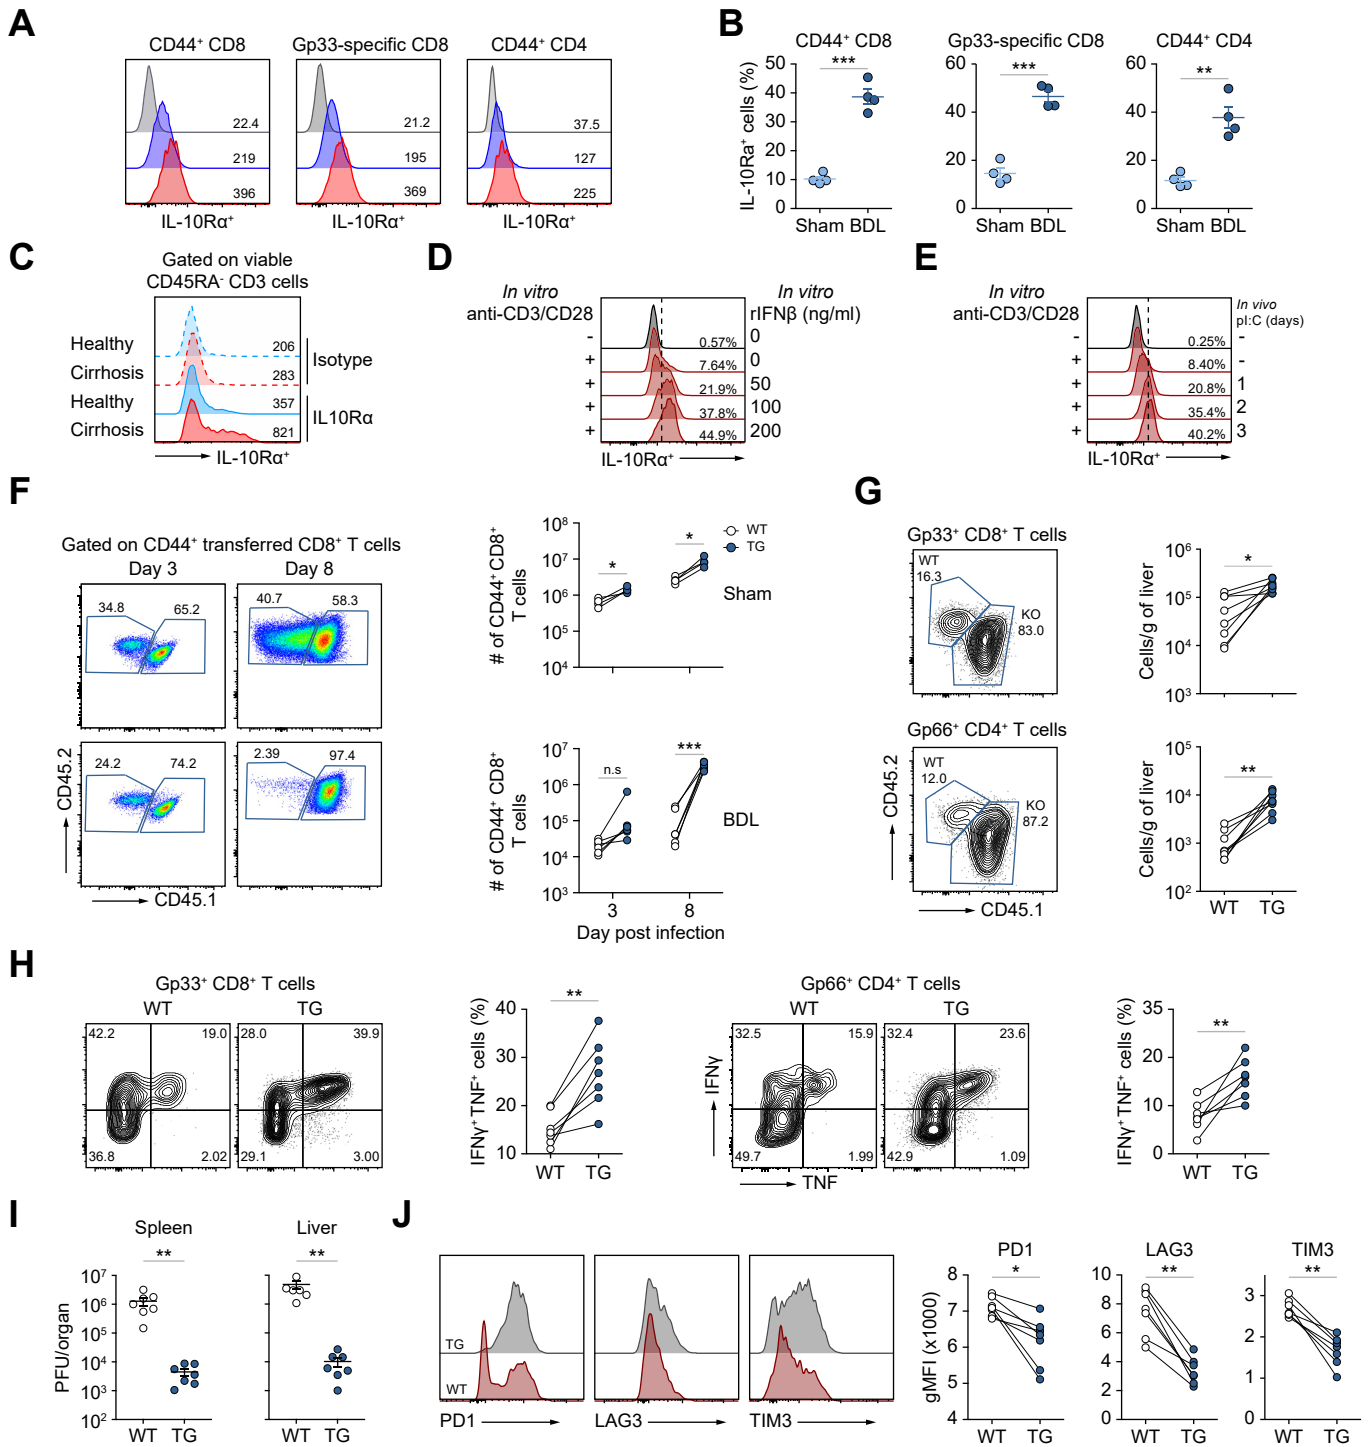 A
CD44⁺ CD8
Gp33-specific CD8
CD44⁺ CD4
22.4
219
396
21.2
195
369
37.5
127
225
IL-10Rα⁺
IL-10Rα⁺
IL-10Rα⁺
B
CD44⁺ CD8
Gp33-specific CD8
CD44⁺ CD4
IL-10Ra⁺ cells (%)
50
40
30
20
10
0
***
60
40
20
0
***
60
40
20
0
**
Sham BDL
Sham BDL
Sham BDL
C
Gated on viable
CD45RA⁻ CD3 cells
Healthy
206
Cirrhosis
283
Isotype
Healthy
357
Cirrhosis
821
IL10Rα
IL-10Rα⁺
D
In vitro
anti-CD3/CD28
In vitro
rIFNβ (ng/ml)
- 0.57% 0
+ 7.64% 0
+ 21.9% 50
+ 37.8% 100
+ 44.9% 200
IL-10Rα⁺
E
In vitro
anti-CD3/CD28
In vivo
pI:C (days)
- 0.25% -
+ 8.40% -
+ 20.8% 1
+ 35.4% 2
+ 40.2% 3
IL-10Rα⁺
F
Gated on CD44⁺ transferred CD8⁺ T cells
Day 3
Day 8
34.8
65.2
40.7
58.3
24.2
74.2
2.39
97.4
CD45.2
CD45.1
# of CD44⁺ CD8⁺
T cells
10⁸
10⁷
10⁶
10⁵
10⁴
*
*
WT
TG
Sham
# of CD44⁺ CD8⁺
T cells
10⁷
10⁶
10⁵
10⁴
10³
n.s
***
BDL
3
8
Day post infection
G
Gp33⁺ CD8⁺ T cells
WT
16.3
KO
83.0
Cells/g of liver
10⁶
10⁵
10⁴
10³
*
Gp66⁺ CD4⁺ T cells
WT
12.0
KO
87.2
CD45.2
CD45.1
Cells/g of liver
10⁵
10⁴
10³
10²
**
WT TG
H
Gp33⁺ CD8⁺ T cells
WT
TG
42.2
19.0
36.8
2.02
28.0
39.9
29.1
3.00
IFNγ⁺TNF⁺ cells (%)
40
30
20
10
**
WT TG
Gp66⁺ CD4⁺ T cells
WT
TG
IFNγ
32.5
15.9
49.7
1.99
32.4
23.6
42.9
1.09
TNF
IFNγ⁺TNF⁺ cells (%)
35
20
10
0
**
WT TG
I
Spleen
Liver
**
**
PFU/organ
10⁷
10⁶
10⁵
10⁴
10³
10²
WT TG
WT TG
J
TG
WT
PD1
LAG3
TIM3
gMFI (x1000)
PD1
*
8
7
6
5
4
WT TG
LAG3
**
10
8
6
4
2
0
WT TG
TIM3
**
3
2
1
0
WT TG